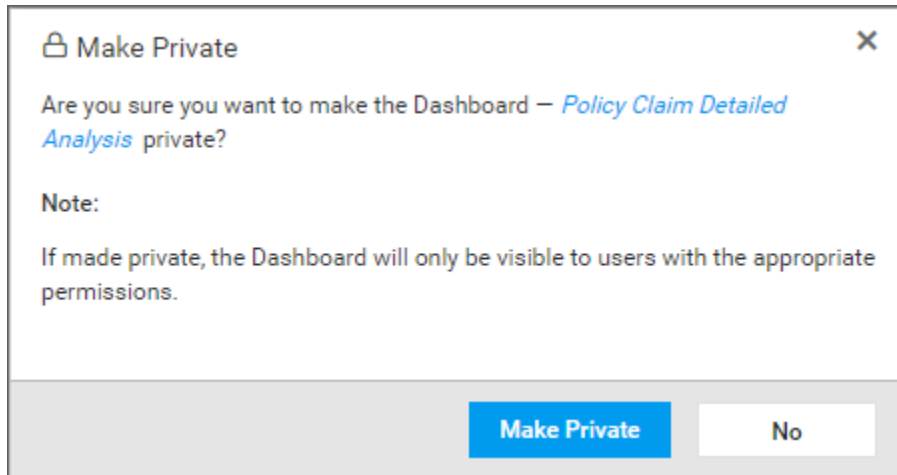 Make Private
Are you sure you want to make the Dashboard — Policy Claim Detailed
Analysis private?
Note:
If made private, the Dashboard will only be visible to users with the appropriate
permissions.
Make Private
No